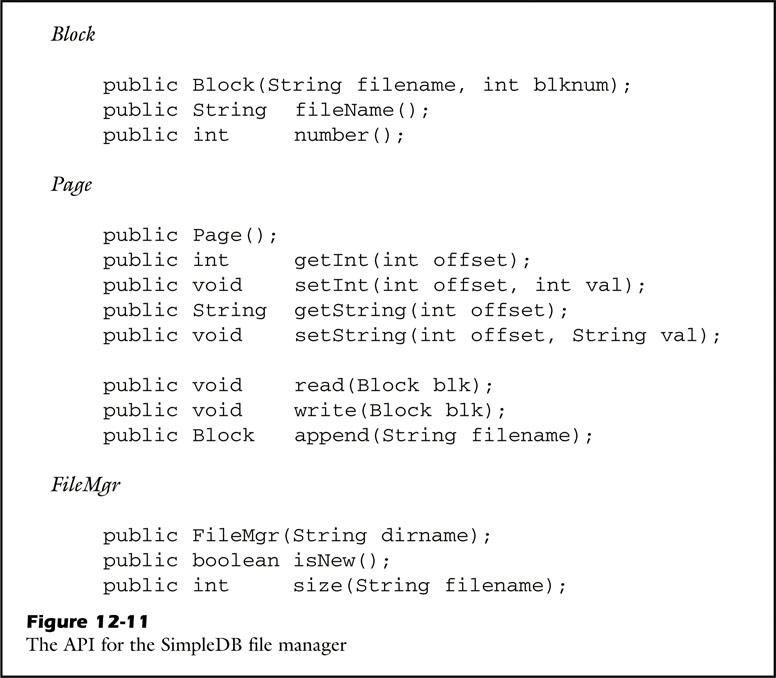 Block
public Block(String filename, int blknum);
public String fileName();
public int number();
Page
public Page();
public int getInt(int offset);
public void setInt(int offset, int val);
public String getString(int offset);
public void setString(int offset, String val);
public void read(Block blk);
public void write(Block blk);
public Block append(String filename);
FileMgr
public FileMgr(String dirname);
public boolean isNew();
public int size(String filename);
Figure 12-11
The API for the SimpleDB file manager